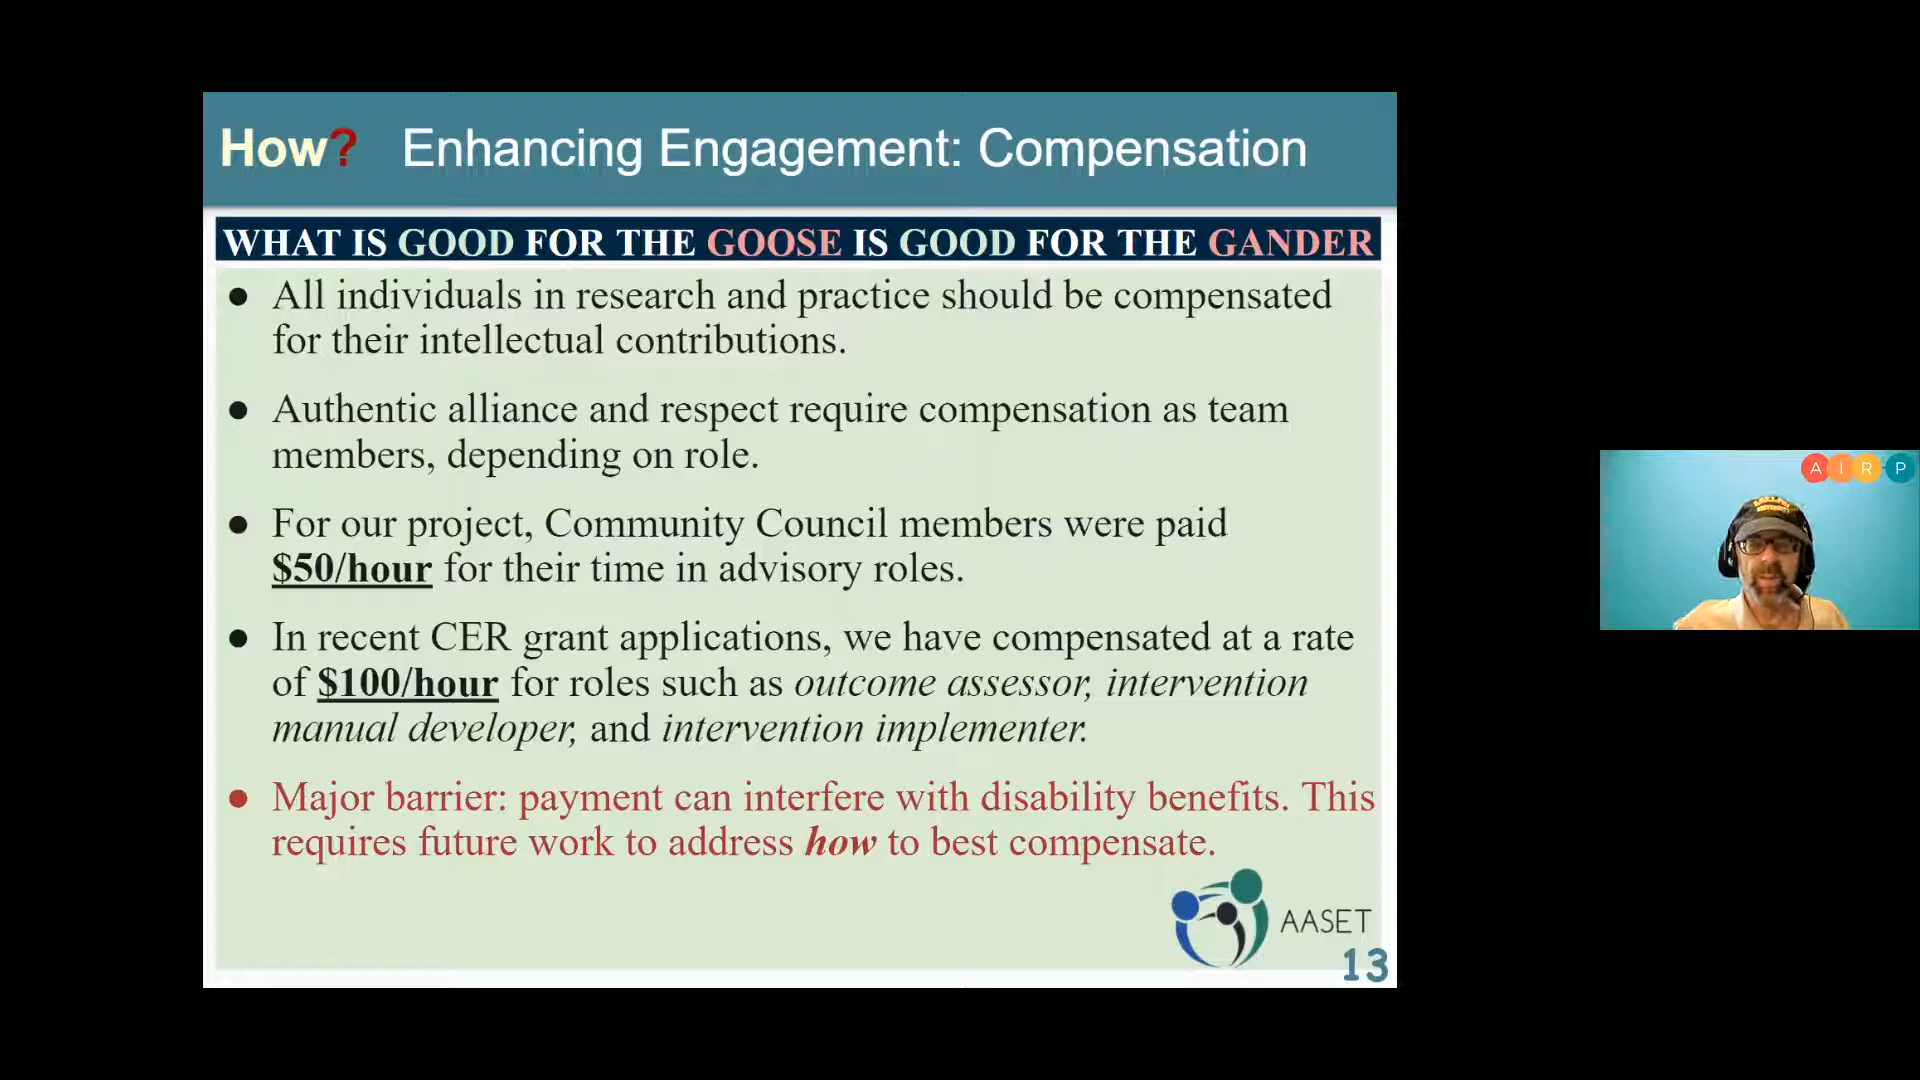 How? Enhancing Engagement: Compensation
WHAT IS GOOD FOR THE GOOSE IS GOOD FOR THE GANDER
● All individuals in research and practice should be compensated
for their intellectual contributions.
● Authentic alliance and respect require compensation as team
members, depending on role.
● For our project, Community Council members were paid
$50/hour for their time in advisory roles.
● In recent CER grant applications, we have compensated at a rate
of $100/hour for roles such as outcome assessor, intervention
manual developer, and intervention implementer.
● Major barrier: payment can interfere with disability benefits. This
requires future work to address how to best compensate.
AASET
13
A I R - P